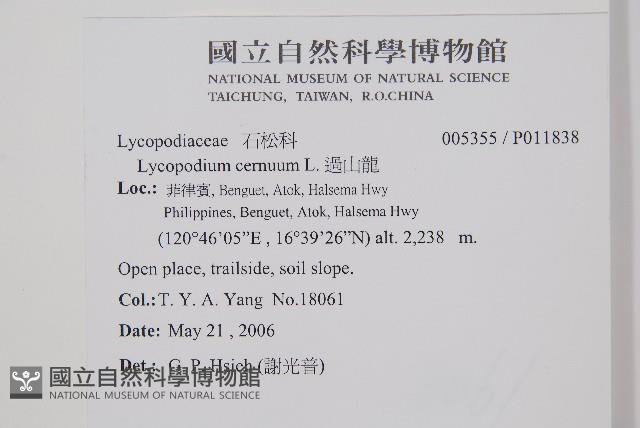 國立自然科學博物館
NATIONAL MUSEUM OF NATURAL SCIENCE
TAICHUNG, TAIWAN, R.O.CHINA
Lycopodiaceae 石松科 005355 / P011838
Lycopodium cernuum L. 過山龍
Loc.: 菲律賓, Benguet, Atok, Halsema Hwy
Philippines, Benguet, Atok, Halsema Hwy
(120°46’05”E , 16°39’26”N) alt. 2,238 m.
Open place, trailside, soil slope.
Col.: T. Y. A. Yang No.18061
Date: May 21 , 2006
Det.: G. P. Hsieh (謝光普)
國立自然科學博物館
NATIONAL MUSEUM OF NATURAL SCIENCE